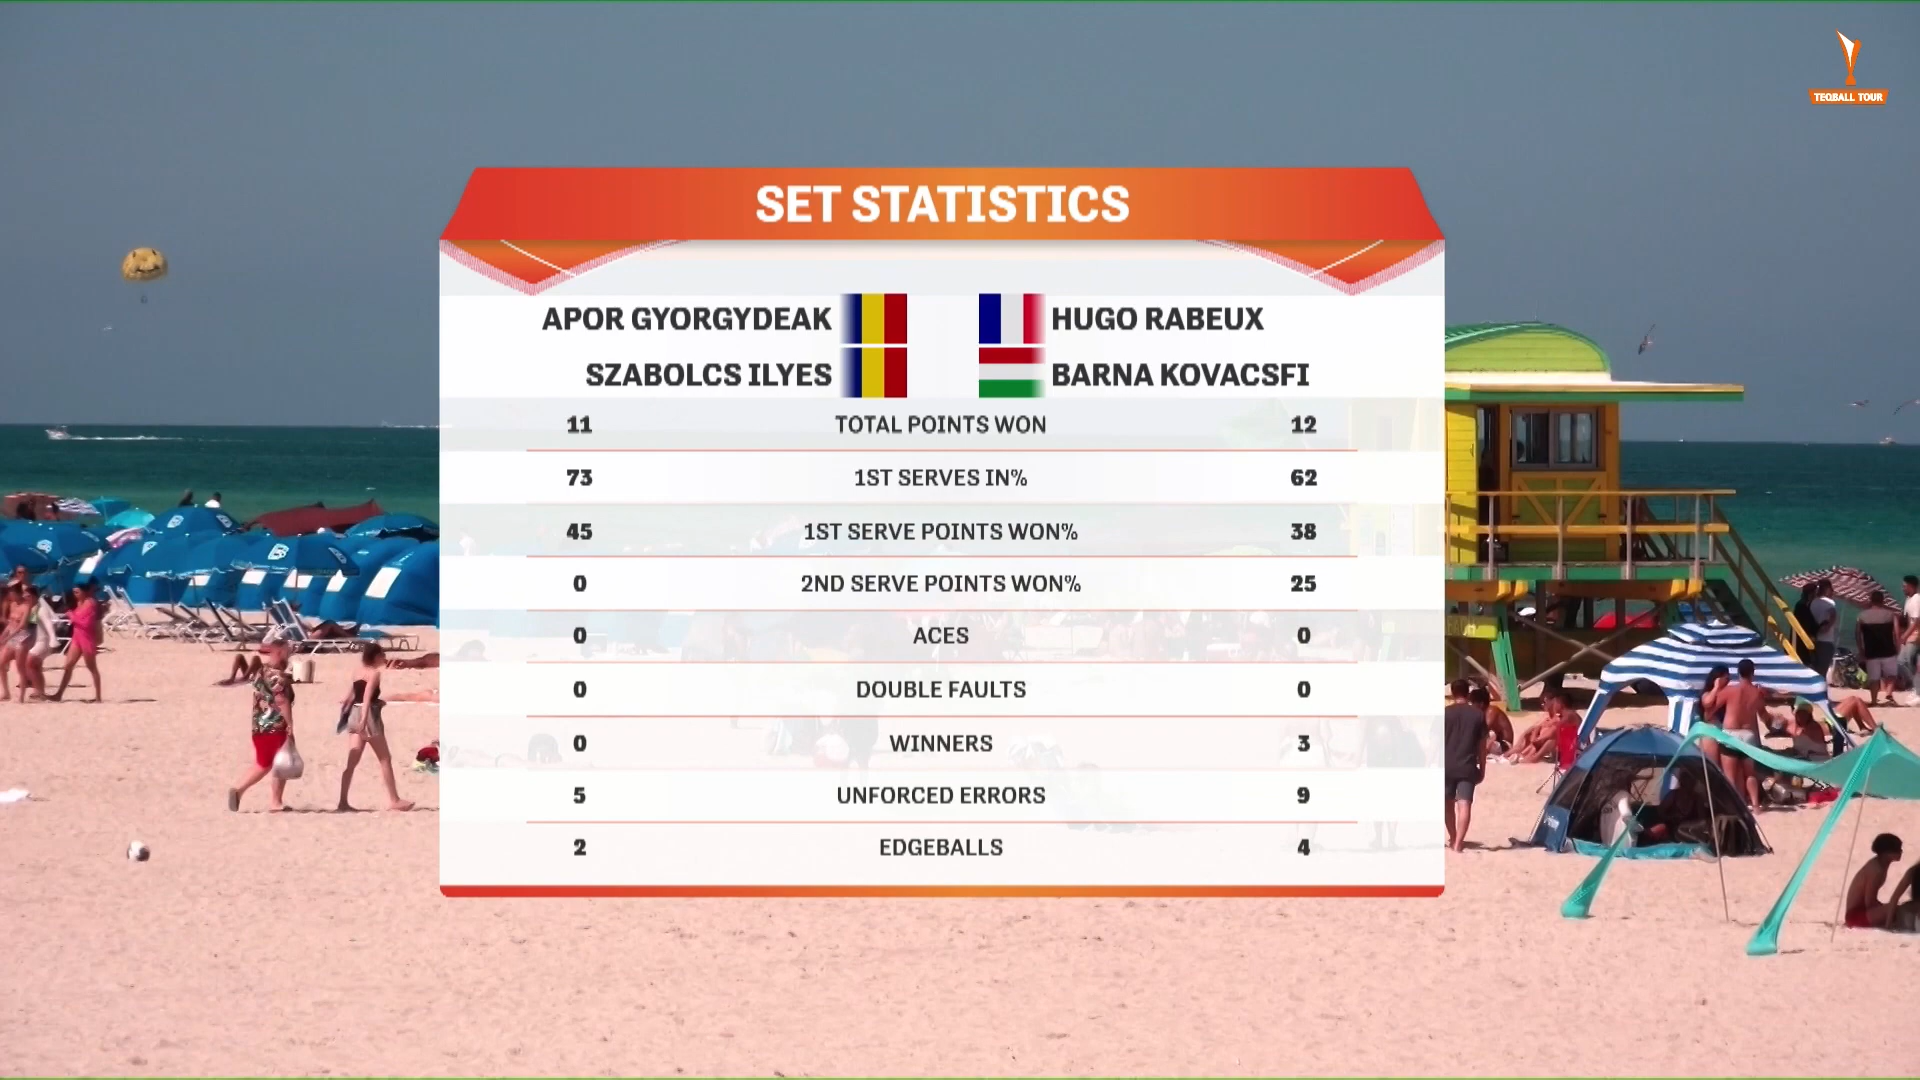 TEQBALL TOUR
SET STATISTICS
APOR GYORGYDEAK HUGO RABEUX
SZABOLCS ILYES BARNA KOVACSFI
11 TOTAL POINTS WON 12
73 1ST SERVES IN% 62
45 1ST SERVE POINTS WON% 38
0 2ND SERVE POINTS WON% 25
0 ACES 0
0 DOUBLE FAULTS 0
0 WINNERS 3
5 UNFORCED ERRORS 9
2 EDGEBALLS 4